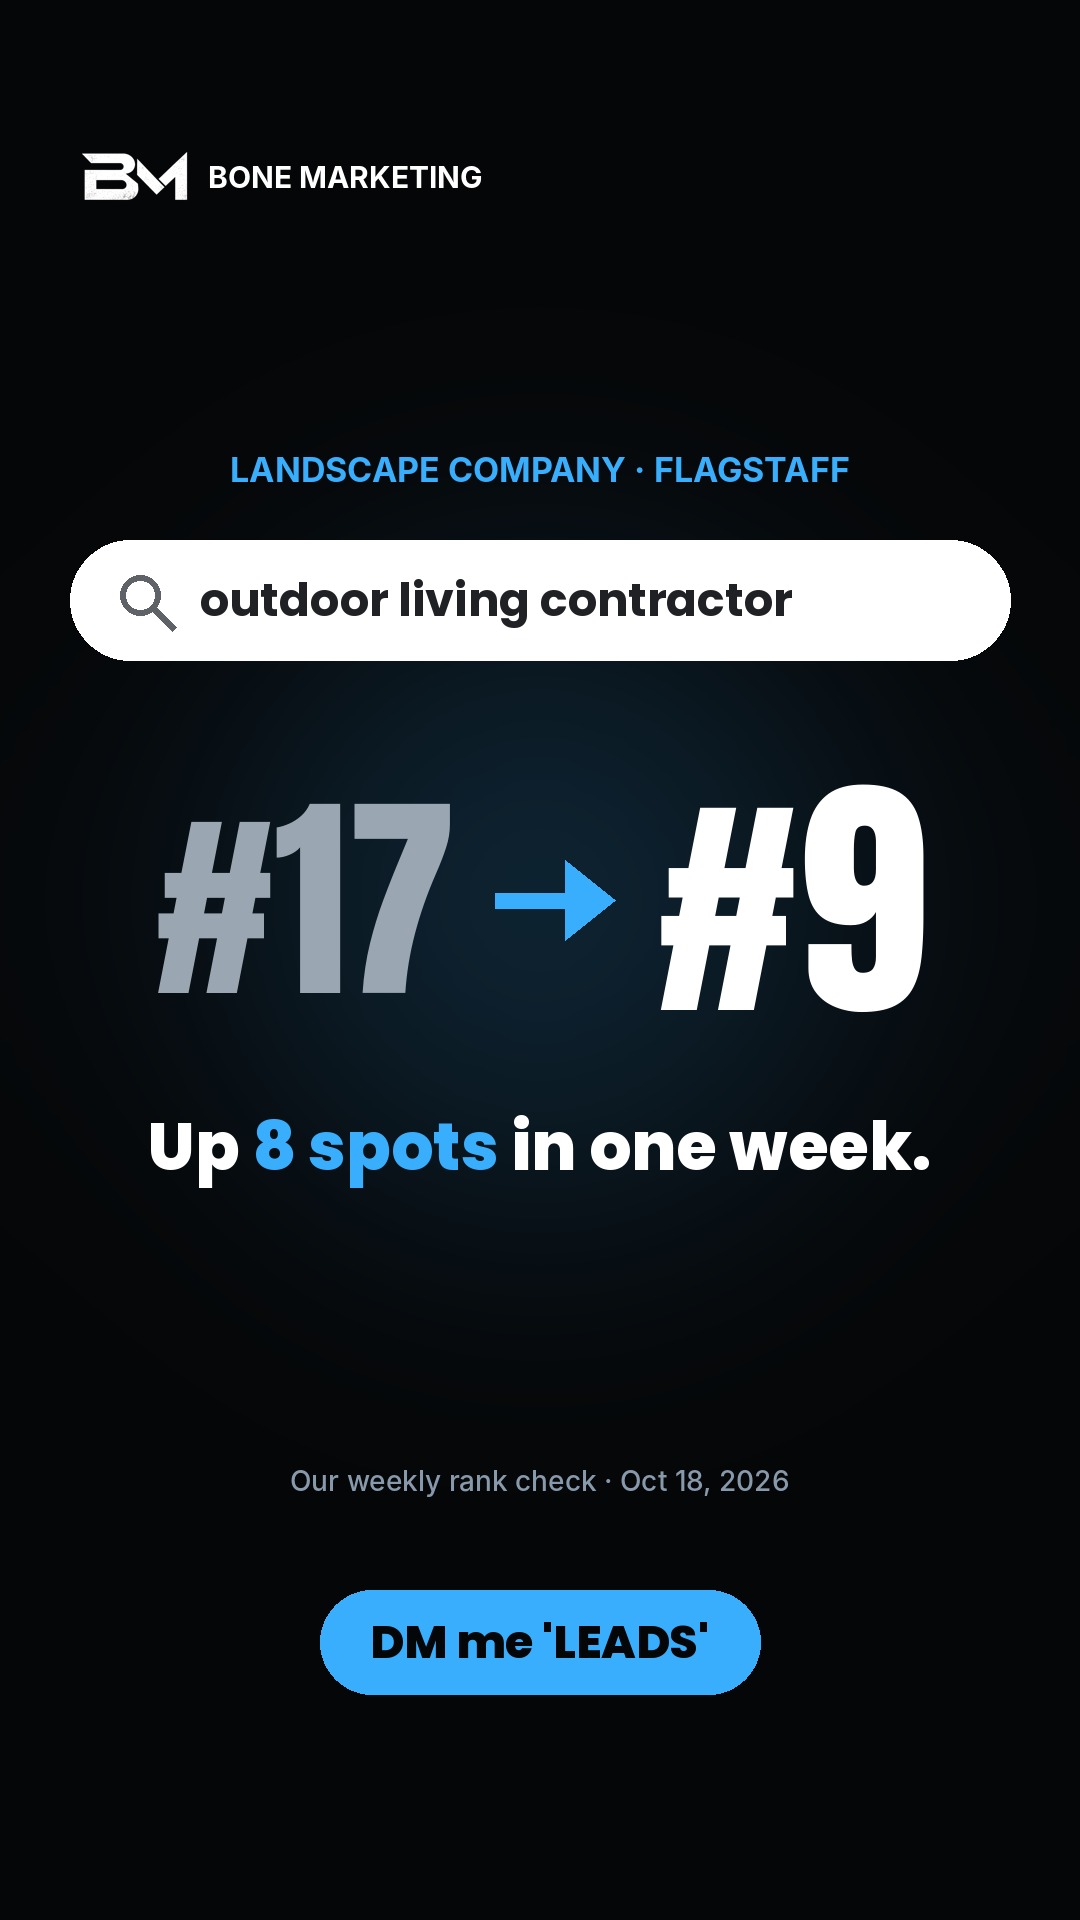 BM BONE MARKETING
LANDSCAPE COMPANY · FLAGSTAFF
outdoor living contractor
#17 #9
Up 8 spots in one week.
Our weekly rank check · Oct 18, 2026
DM me 'LEADS'